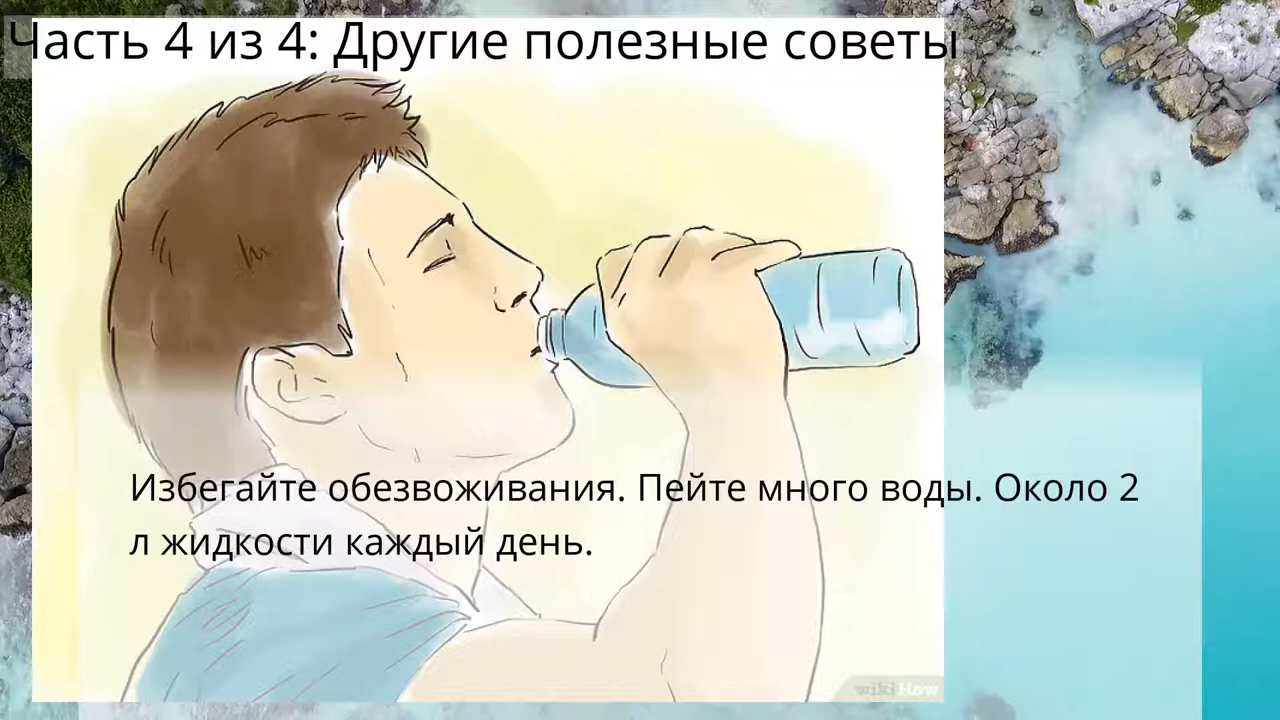 Часть 4 из 4: Другие полезные советы
Избегайте обезвоживания. Пейте много воды. Около 2
л жидкости каждый день.
wikiHow